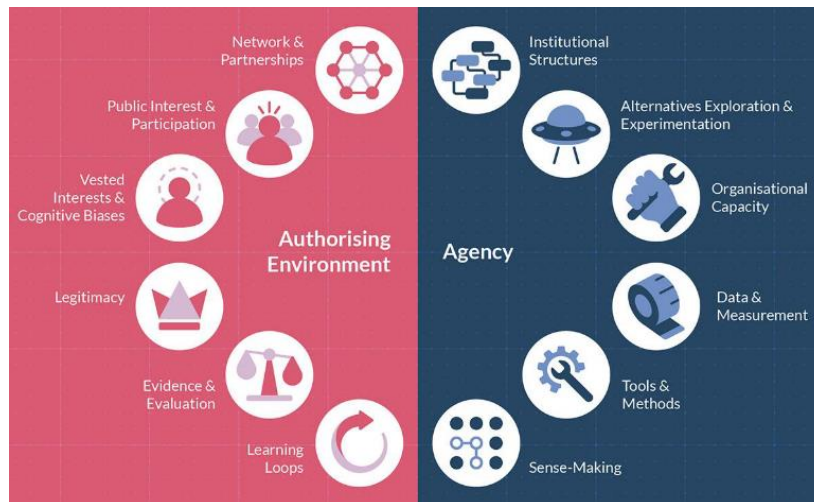 Network &
Partnerships
Public Interest &
Participation
Vested
Interests &
Cognitive Biases
Authorising
Environment
Legitimacy
Evidence &
Evaluation
Learning
Loops
Institutional
Structures
Alternatives Exploration &
Experimentation
Organisational
Capacity
Agency
Data &
Measurement
Tools &
Methods
Sense-Making